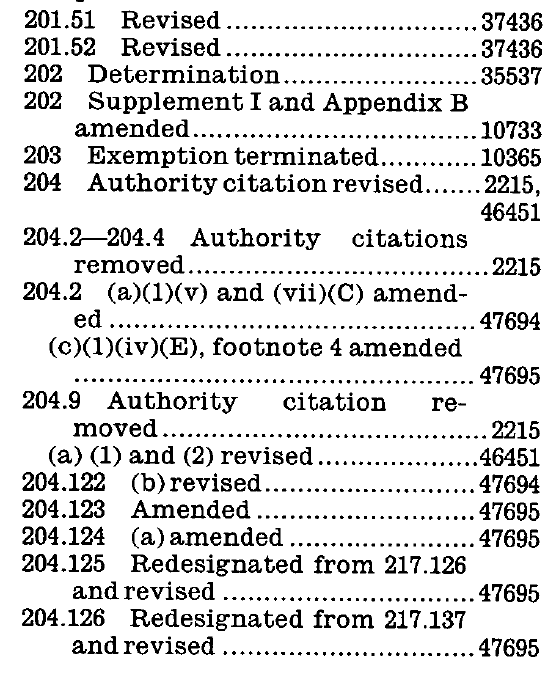 201.51 Revised..............................37436
201.52 Revised..............................37436
202 Determination.......................35537
202 Supplement I and Appendix B
amended..................................10733
203 Exemption terminated...........10365
204 Authority citation revised.......2215,
46451
204.2—204.4 Authority citations
removed....................................2215
204.2 (a)(1)(v) and (vii)(C) amend-
ed ............................................47694
(c)(1)(iv)(E), footnote 4 amended
................................................47695
204.9 Authority citation re-
moved.......................................2215
(a) (1) and (2) revised...................46451
204.122 (b) revised.........................47694
204.123 Amended ..........................47695
204.124 (a) amended ......................47695
204.125 Redesignated from 217.126
and revised ..............................47695
204.126 Redesignated from 217.137
and revised ..............................47695